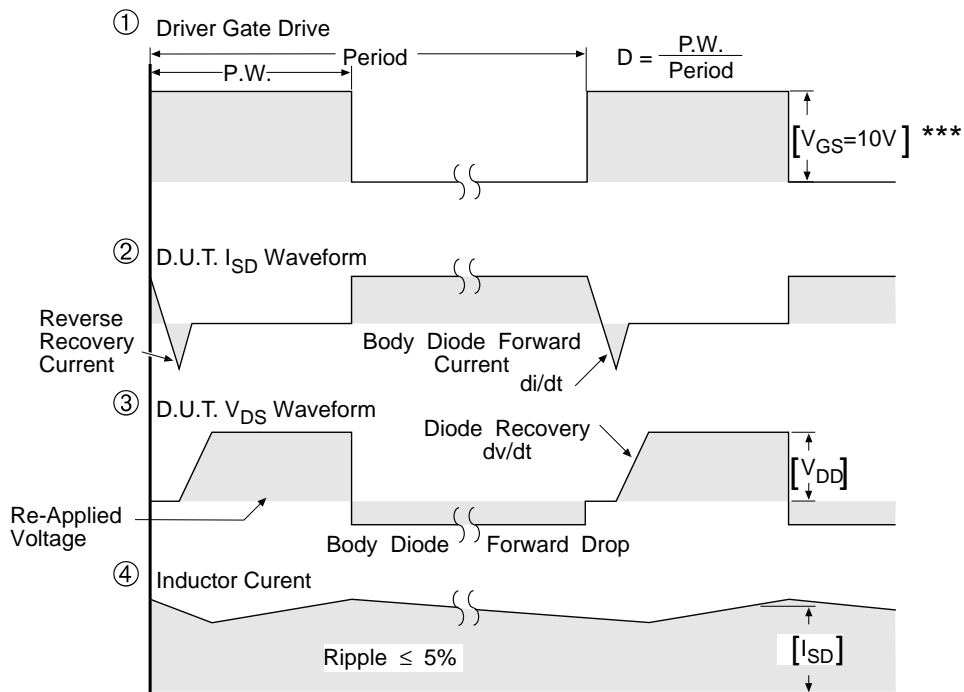 ① Driver Gate Drive
Period
P.W.
D = P.W.
Period
[VGS=10V] ***
② D.U.T. ISD Waveform
Reverse
Recovery
Current
Body Diode Forward
Current
di/dt
③ D.U.T. VDS Waveform
Diode Recovery
dv/dt
[VDD]
Re-Applied
Voltage
Body Diode Forward Drop
④ Inductor Curent
Ripple ≤ 5%
[ISD]